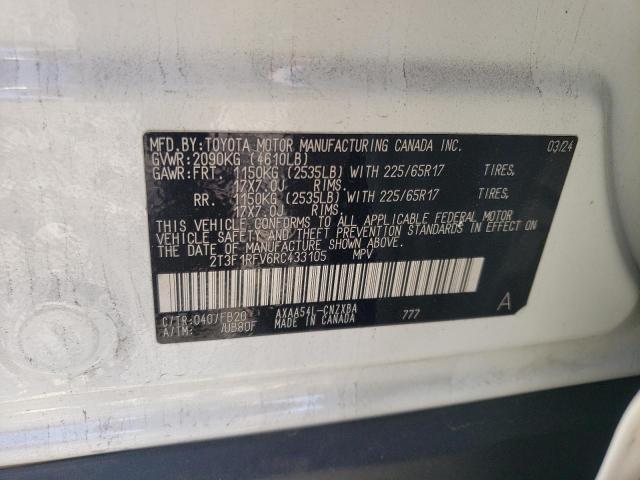 MFD.BY:TOYOTA MOTOR MANUFACTURING CANADA INC. 03/24
GVWR:2090KG (4610LB)
GAWR:FRT. 1150KG (2535LB) WITH 225/65R17 TIRES,
17X7.0J RIMS.
RR. 1150KG (2535LB) WITH 225/65R17 TIRES,
17X7.0J RIMS.
THIS VEHICLE CONFORMS TO ALL APPLICABLE FEDERAL MOTOR
VEHICLE SAFETY AND THEFT PREVENTION STANDARDS IN EFFECT
ON THE DATE OF MANUFACTURE SHOWN ABOVE.
2T3F1RFV6RC433105 MPV
C/TR:040/FB20 AXAA54L-CNZXBA 777 A
A/TM: /UB80F MADE IN CANADA